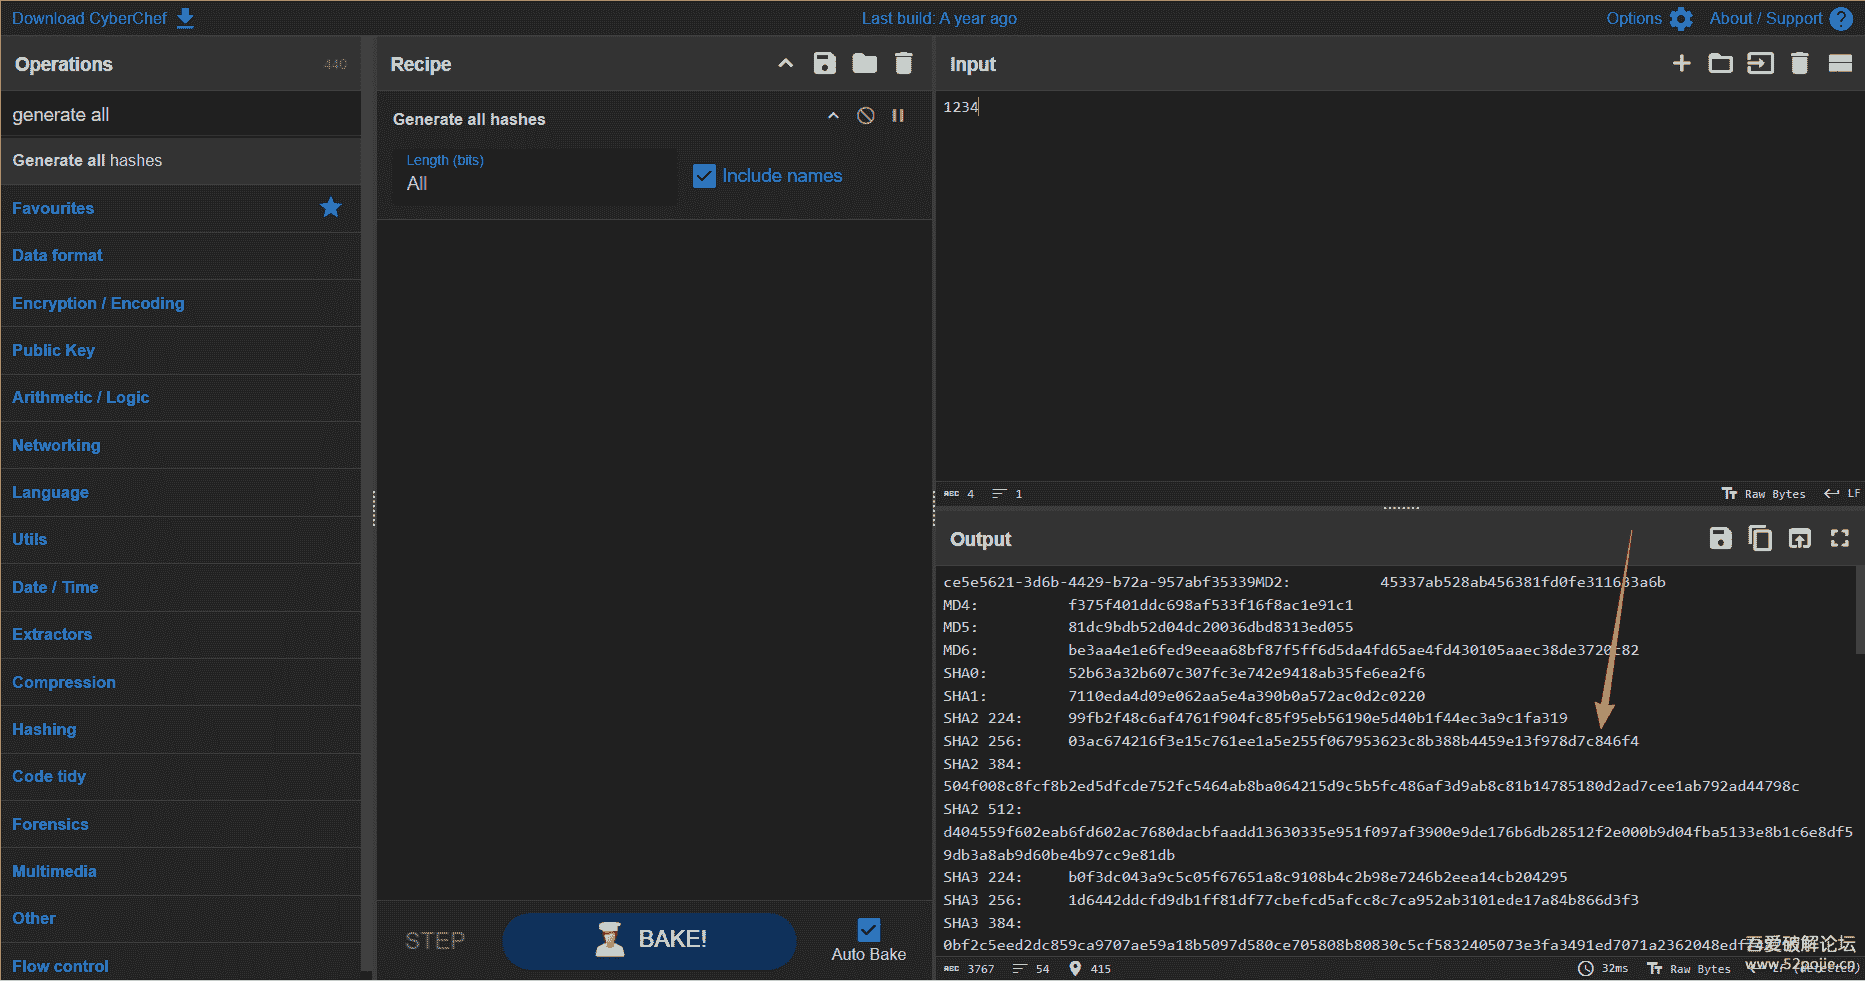 Download CyberChef
Last build: A year ago
Options
About / Support
Operations
440
generate all
Generate all hashes
Favourites
Data format
Encryption / Encoding
Public Key
Arithmetic / Logic
Networking
Language
Utils
Date / Time
Extractors
Compression
Hashing
Code tidy
Forensics
Multimedia
Other
Flow control
Recipe
Generate all hashes
Length (bits)
All
Include names
STEP
BAKE!
Auto Bake
Input
1234
REC 4
1
Raw Bytes
LF
Output
ce5e5621-3d6b-4429-b72a-957abf35339MD2: 45337ab528ab456381fd0fe311633a6b
MD4: f375f401ddc698af533f16f8ac1e91c1
MD5: 81dc9bdb52d04dc20036dbd8313ed055
MD6: be3aa4e1e6fed9eeaa68bf87f5ff6d5da4fd65ae4fd430105aaec38de3720c82
SHA0: 52b63a32b607c307fc3e742e9418ab35fe6ea2f6
SHA1: 7110eda4d09e062aa5e4a390b0a572ac0d2c0220
SHA2 224: 99fb2f48c6af4761f904fc85f95eb56190e5d40b1f44ec3a9c1fa319
SHA2 256: 03ac674216f3e15c761ee1a5e255f067953623c8b388b4459e13f978d7c846f4
SHA2 384:
504f008c8fcf8b2ed5dfcde752fc5464ab8ba064215d9c5b5fc486af3d9ab8c81b14785180d2ad7cee1ab792ad44798c
SHA2 512:
d404559f602eab6fd602ac7680dacbfaadd13630335e951f097af3900e9de176b6db28512f2e000b9d04fba5133e8b1c6e8df5
9db3a8ab9d60be4b97cc9e81db
SHA3 224: b0f3dc043a9c5c05f67651a8c9108b4c2b98e7246b2eea14cb204295
SHA3 256: 1d6442ddcfd9db1ff81df77cbefcd5afcc8c7ca952ab3101ede17a84b866d3f3
SHA3 384:
吾爱破解论坛
www.52pojie.cn
REC 3767
54
415
32ms
Raw Bytes